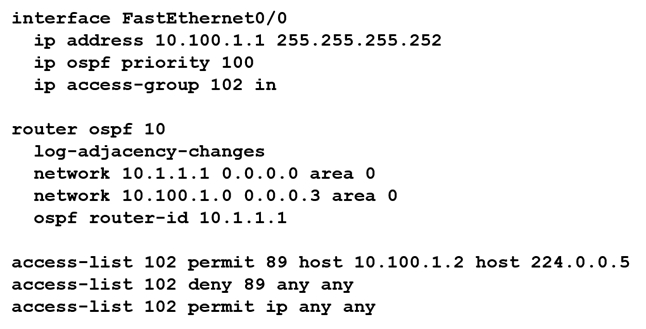 interface FastEthernet0/0
ip address 10.100.1.1 255.255.255.252
ip ospf priority 100
ip access-group 102 in
router ospf 10
log-adjacency-changes
network 10.1.1.1 0.0.0.0 area 0
network 10.100.1.0 0.0.0.3 area 0
ospf router-id 10.1.1.1
access-list 102 permit 89 host 10.100.1.2 host 224.0.0.5
access-list 102 deny 89 any any
access-list 102 permit ip any any